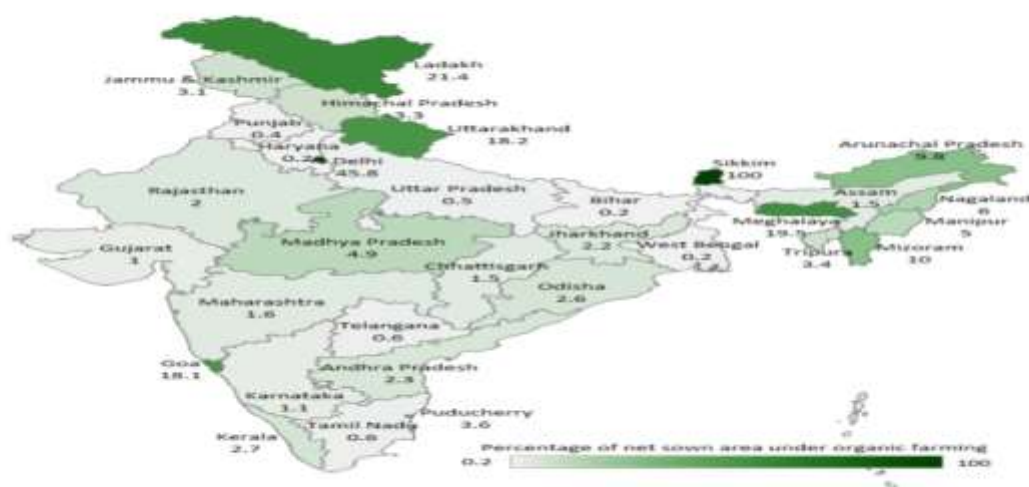 Ladakh
21.4
Jammu & Kashmir
3.1
Himachal Pradesh
3.3
Punjab
0.4
Uttarakhand
18.2
Haryana
0.2
Delhi
45.8
Arunachal Pradesh
9.8
Sikkim
100
Rajasthan
2
Uttar Pradesh
0.5
Bihar
0.2
Assam
1.5
Nagaland
6
Meghalaya
19.5
Manipur
5
Gujarat
1
Madhya Pradesh
4.9
Jharkhand
2.2
West Bengal
0.2
Tripura
3.4
Mizoram
10
Chhattisgarh
1.5
Odisha
2.6
Maharashtra
1.6
Telangana
0.6
Goa
18.1
Andhra Pradesh
2.3
Karnataka
1.1
Puducherry
3.6
Tamil Nadu
Kerala
2.7
Percentage of net sown area under organic farming
0.2
100